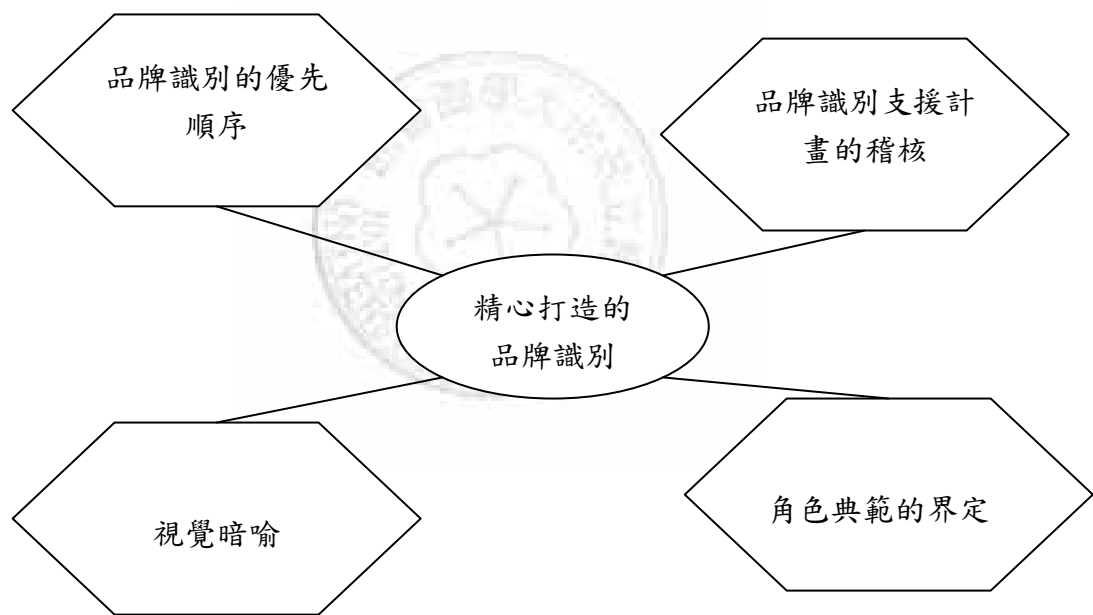 品牌識別的優先
順序
品牌識別支援計
畫的稽核
精心打造的
品牌識別
視覺暗喻
角色典範的界定